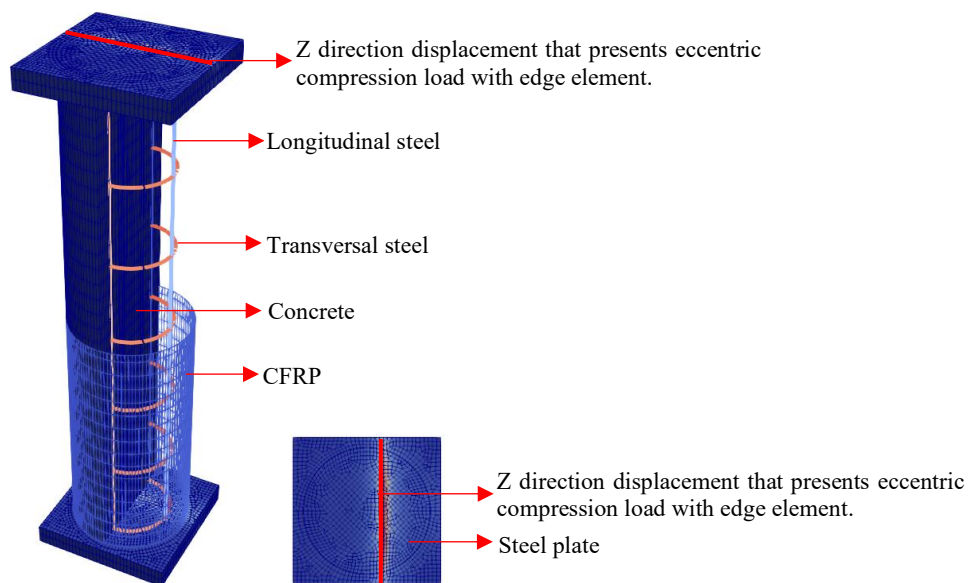 Z direction displacement that presents eccentric
compression load with edge element.
Longitudinal steel
Transversal steel
Concrete
CFRP
Z direction displacement that presents eccentric
compression load with edge element.
Steel plate